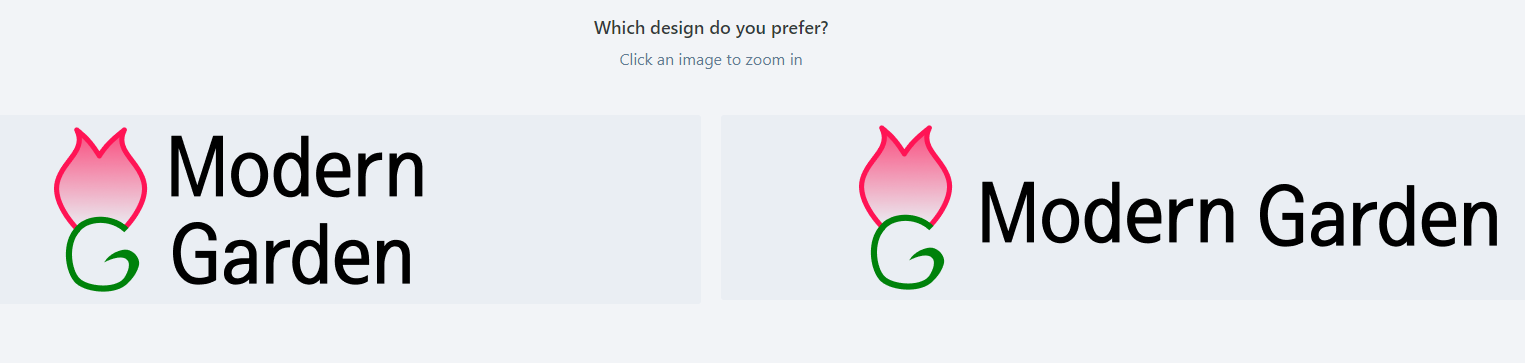 Which design do you prefer?
Click an image to zoom in
Modern
Garden
Modern Garden